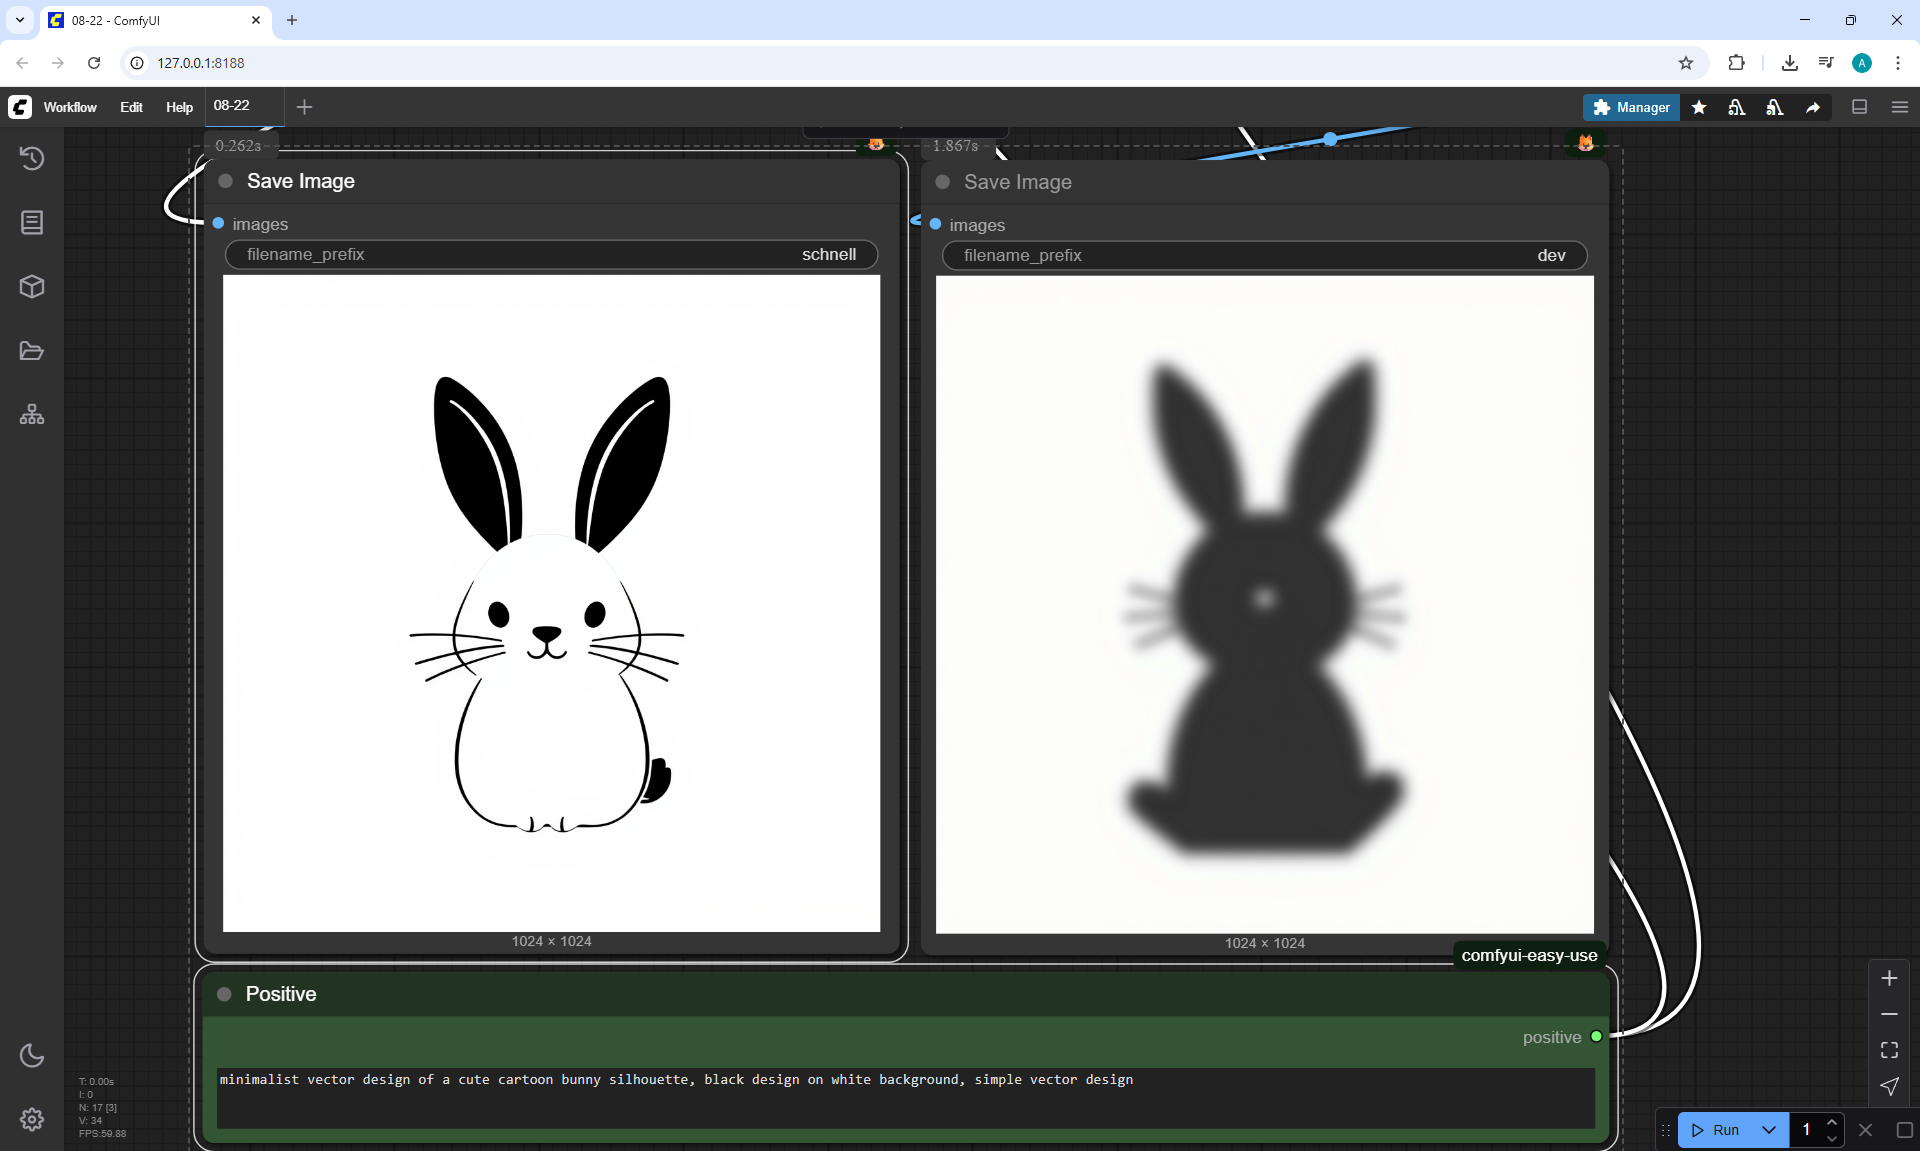 08-22 - ComfyUI
127.0.0.1:8188
Workflow Edit Help 08-22
Manager
0.262s
1.867s
Save Image
images
filename_prefix schnell
1024 × 1024
Save Image
images
filename_prefix dev
1024 × 1024
comfyui-easy-use
Positive
positive
minimalist vector design of a cute cartoon bunny silhouette, black design on white background, simple vector design
T: 0.00s
I: 0
N: 17 [3]
V: 34
FPS:59.88
Run 1
A